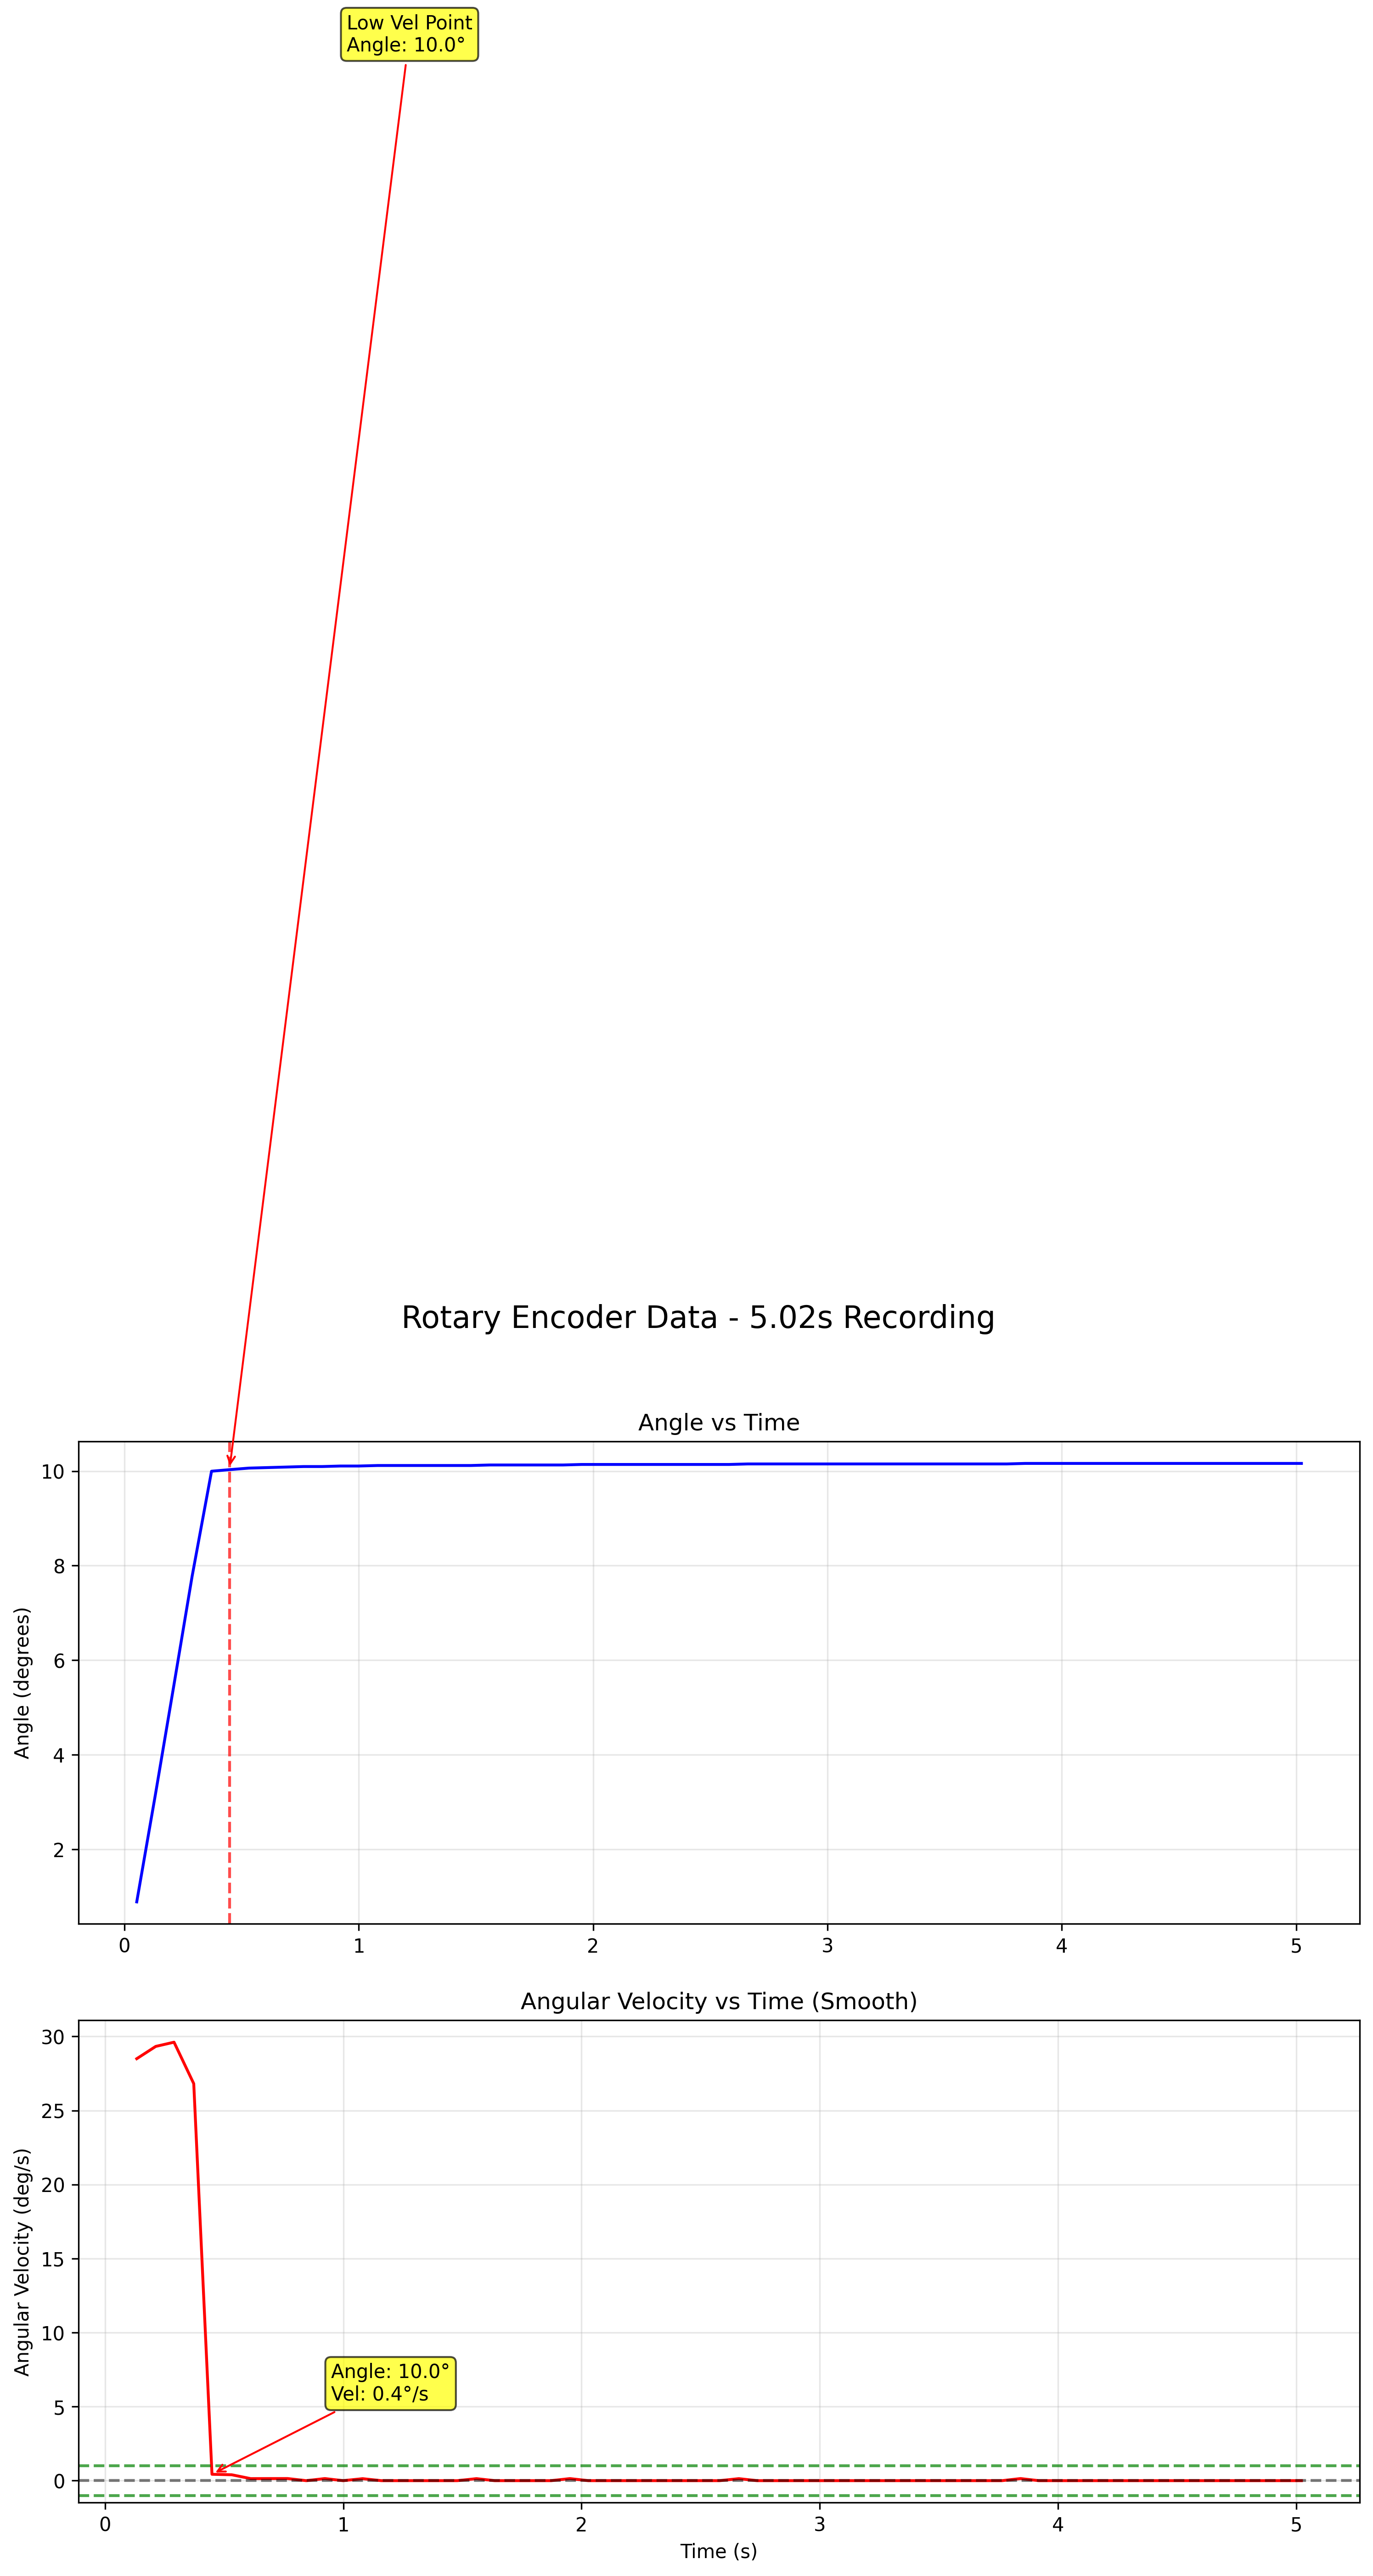 Low Vel Point
Angle: 10.0°
Rotary Encoder Data - 5.02s Recording
Angle vs Time
Angle (degrees)
10
8
6
4
2
0 1 2 3 4 5
Angular Velocity vs Time (Smooth)
Angular Velocity (deg/s)
30
25
20
15
10
5
0
Angle: 10.0°
Vel: 0.4°/s
0 1 2 3 4 5
Time (s)